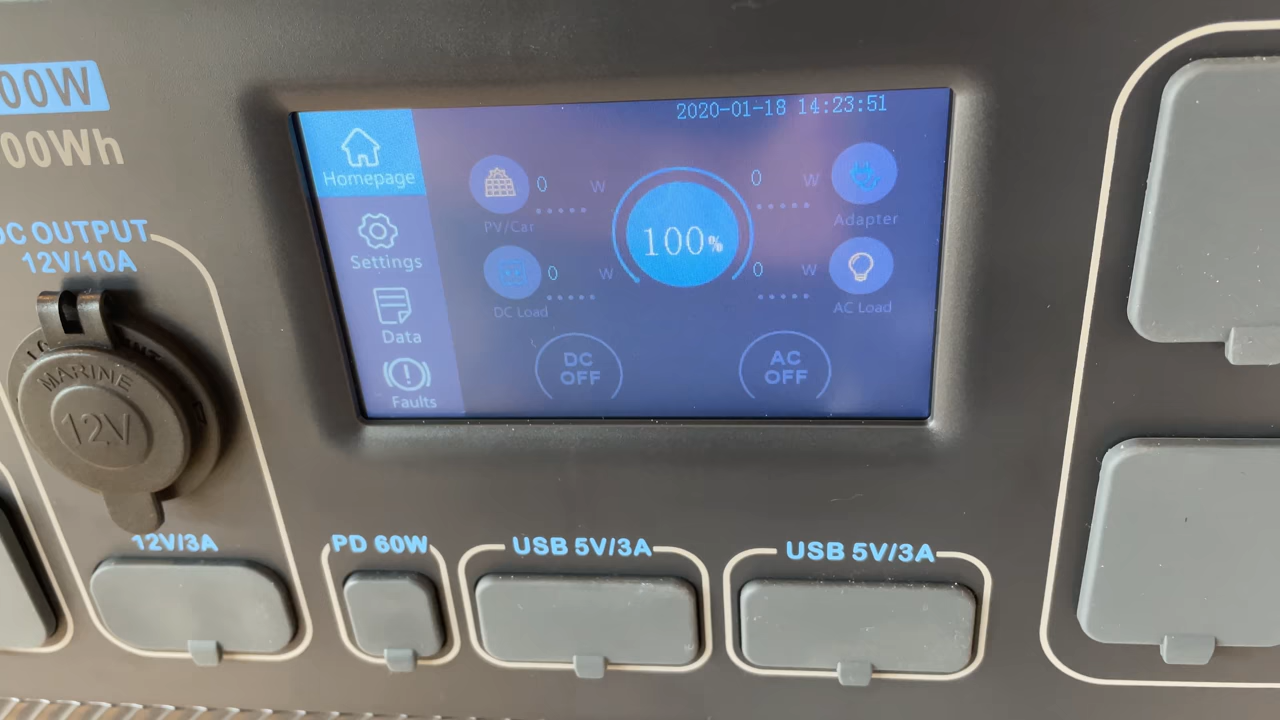 00W
00Wh
DC OUTPUT
12V/10A
MARINE
12V
12V/3A
2020-01-18 14:23:51
Homepage
Settings
Data
Faults
0 W
PV/Car
0 W
DC Load
100%
0 W
Adapter
0 W
AC Load
DC
OFF
AC
OFF
PD 60W
USB 5V/3A
USB 5V/3A